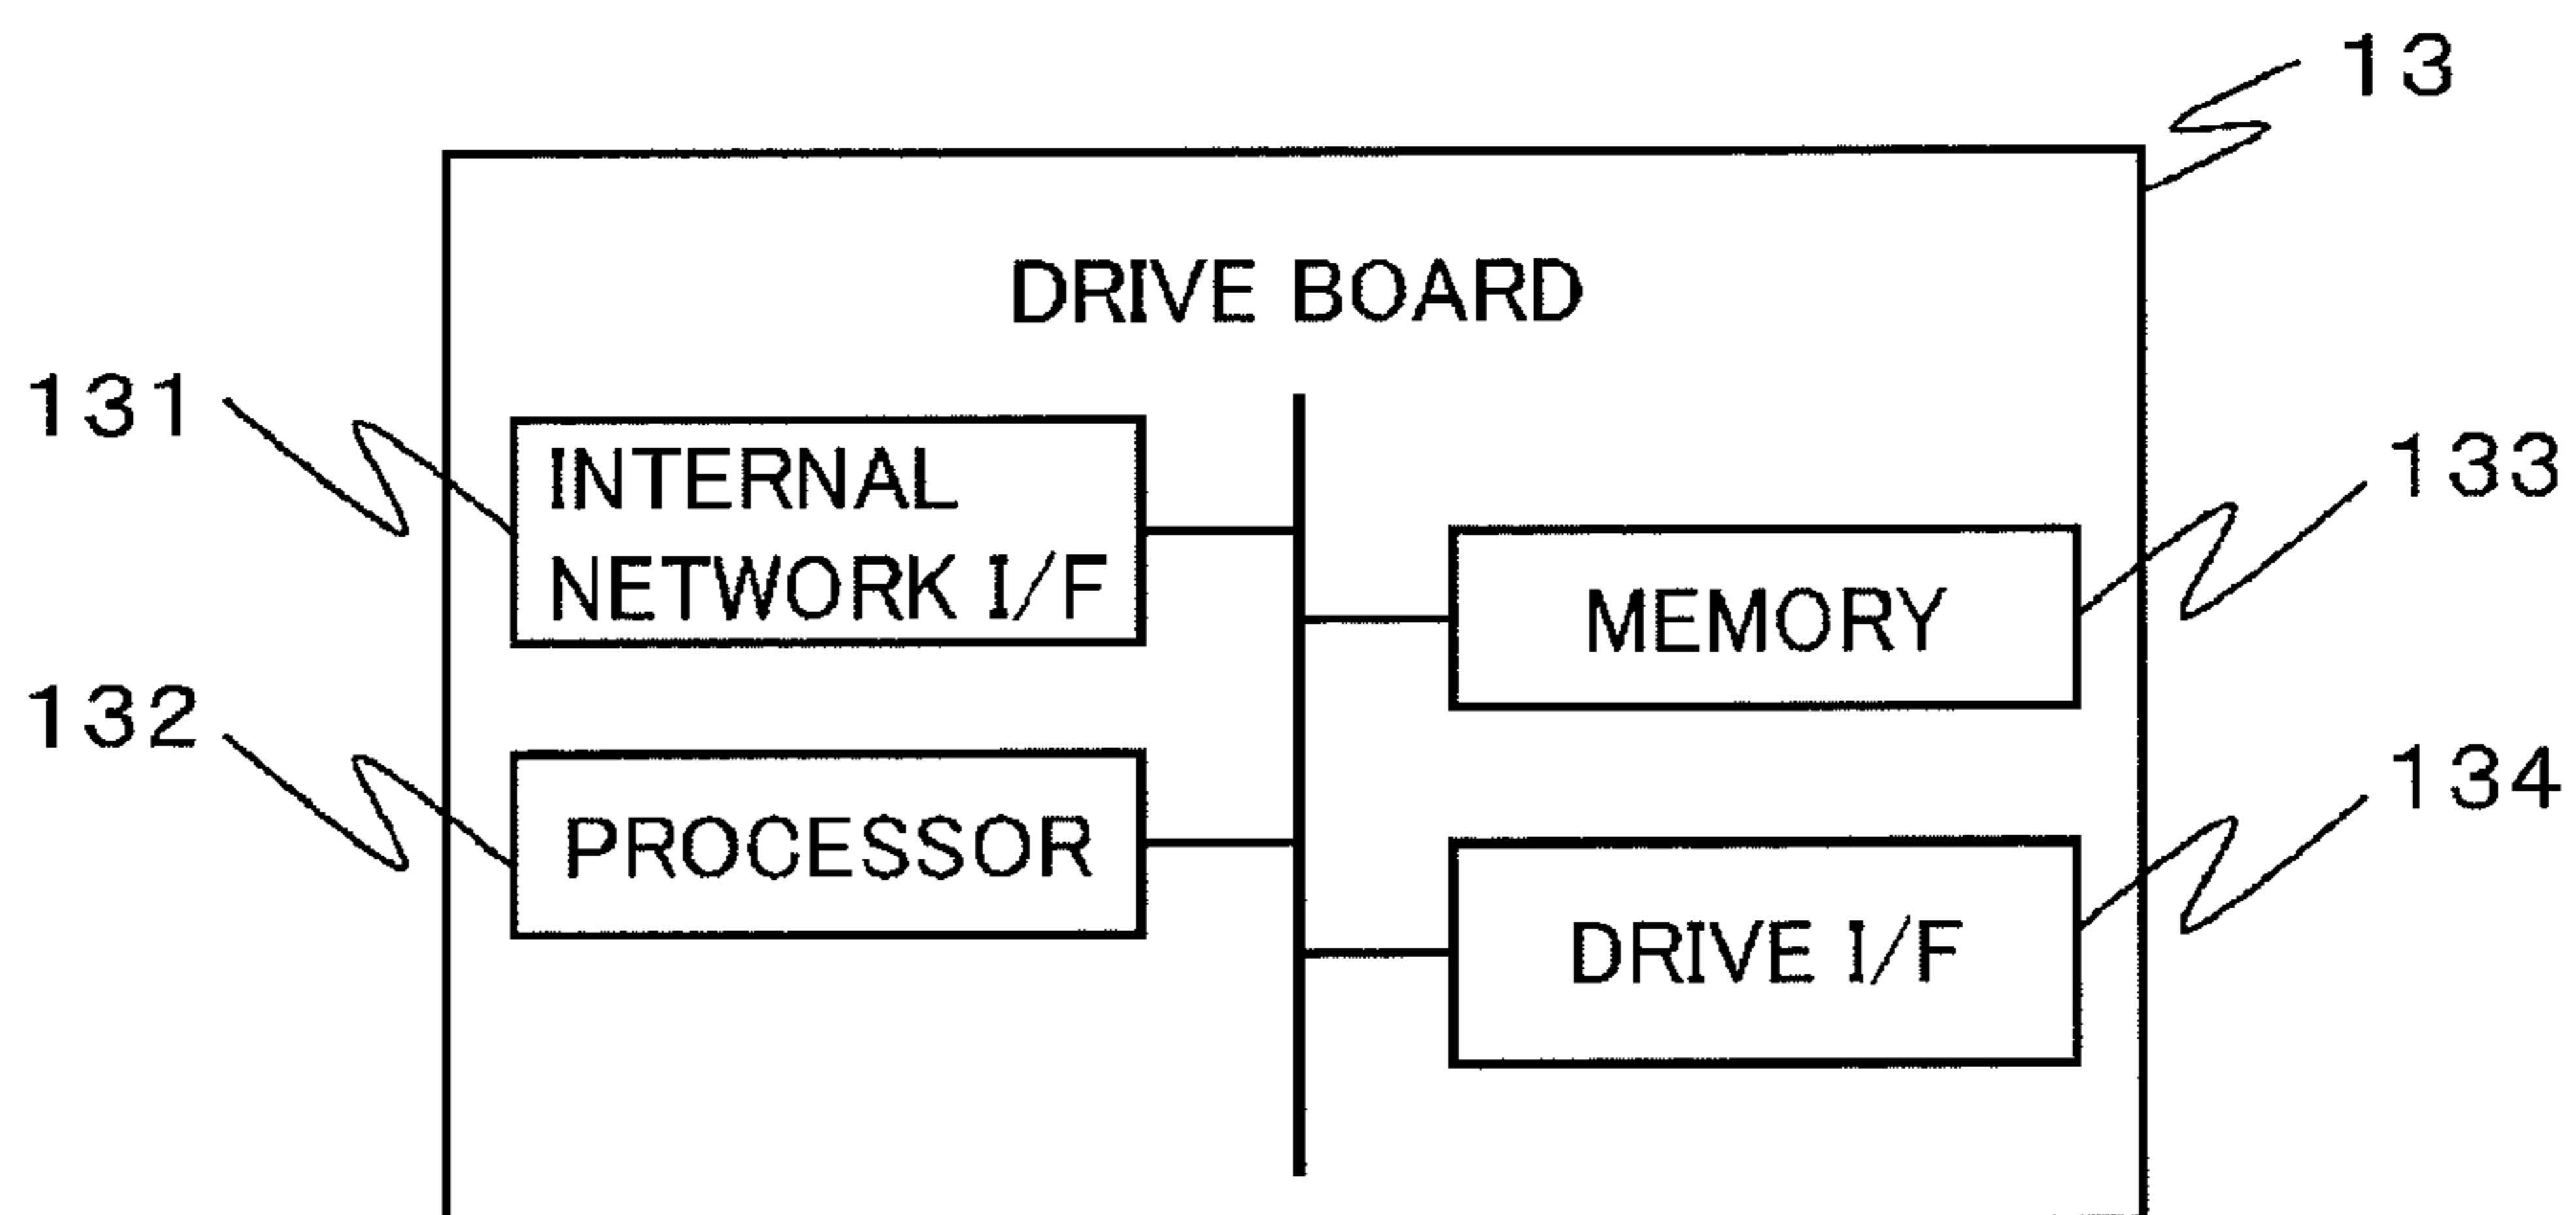 13
DRIVE BOARD
131
INTERNAL
NETWORK I/F
133
MEMORY
132
PROCESSOR
134
DRIVE I/F